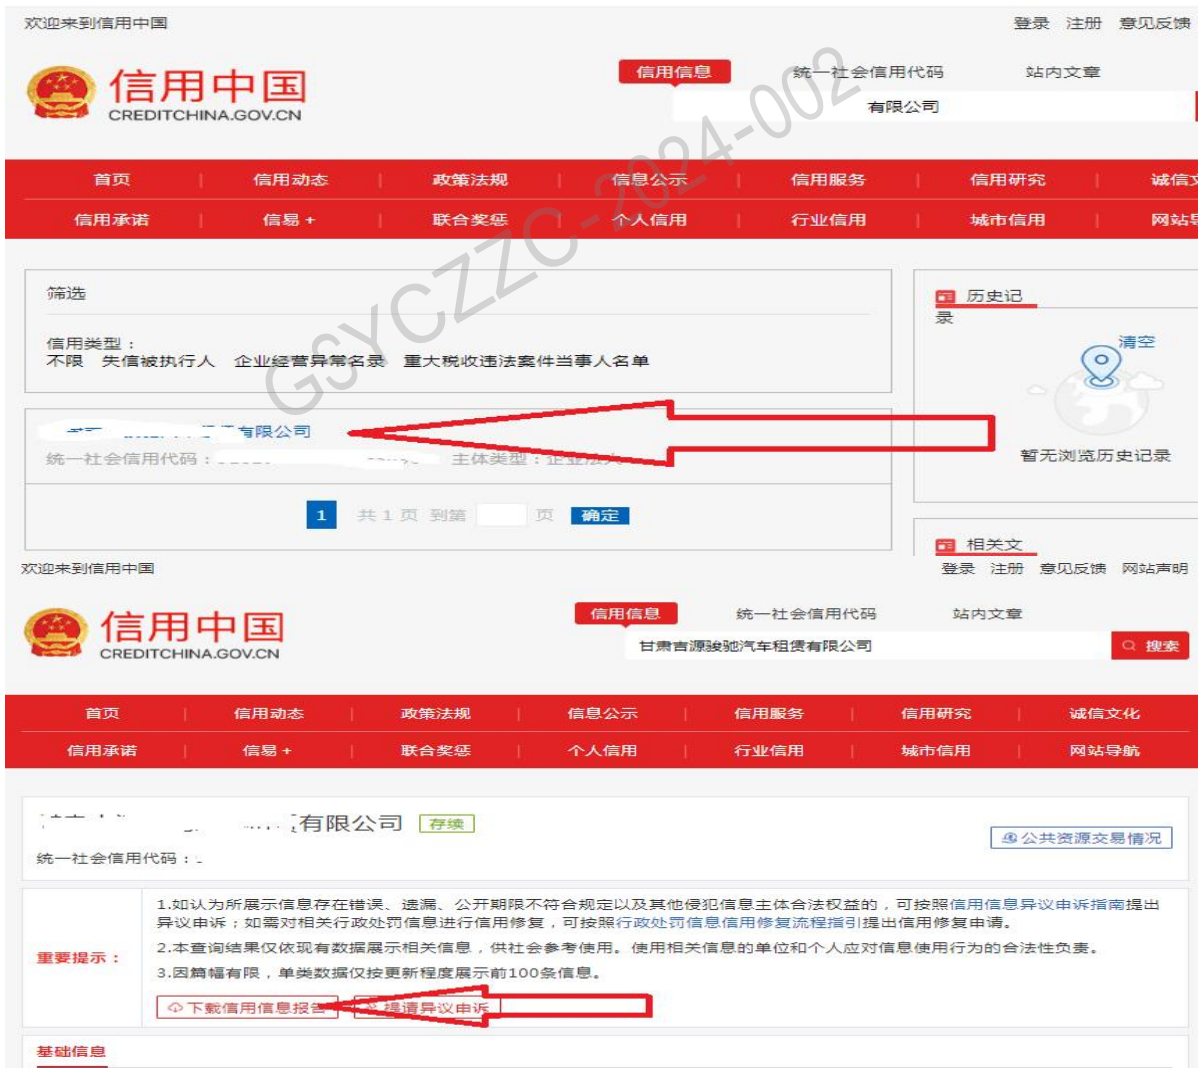 欢迎来到信用中国
登录 注册 意见反馈
信用中国
CREDITCHINA.GOV.CN
信用信息 统一社会信用代码 站内文章
有限公司
首页 信用动态 政策法规 信息公示 信用服务 信用研究 诚信文
信用承诺 信易+ 联合奖惩 个人信用 行业信用 城市信用 网站导
GSYCZZC-2024-002
筛选
信用类型：
不限 失信被执行人 企业经营异常名录 重大税收违法案件当事人名单
历史记
录
清空
暂无浏览历史记录
有限公司
统一社会信用代码： 主体类型：企业法人
1 共 1 页 到第 页 确定
相关文
欢迎来到信用中国
登录 注册 意见反馈 网站声明
信用中国
CREDITCHINA.GOV.CN
信用信息 统一社会信用代码 站内文章
甘肃吉源骏驰汽车租赁有限公司 搜索
首页 信用动态 政策法规 信息公示 信用服务 信用研究 诚信文化
信用承诺 信易+ 联合奖惩 个人信用 行业信用 城市信用 网站导航
有限公司 存续
公共资源交易情况
统一社会信用代码：
重要提示：
1.如认为所展示信息存在错误、遗漏、公开期限不符合规定以及其他侵犯信息主体合法权益的，可按照信用信息异议申诉指南提出
异议申诉；如需对相关行政处罚信息进行信用修复，可按照行政处罚信息信用修复流程指引提出信用修复申请。
2.本查询结果仅依现有数据展示相关信息，供社会参考使用。使用相关信息的单位和个人应对信息使用行为的合法性负责。
3.因篇幅有限，单类数据仅按更新程度展示前100条信息。
下载信用信息报告 提请异议申诉
基础信息